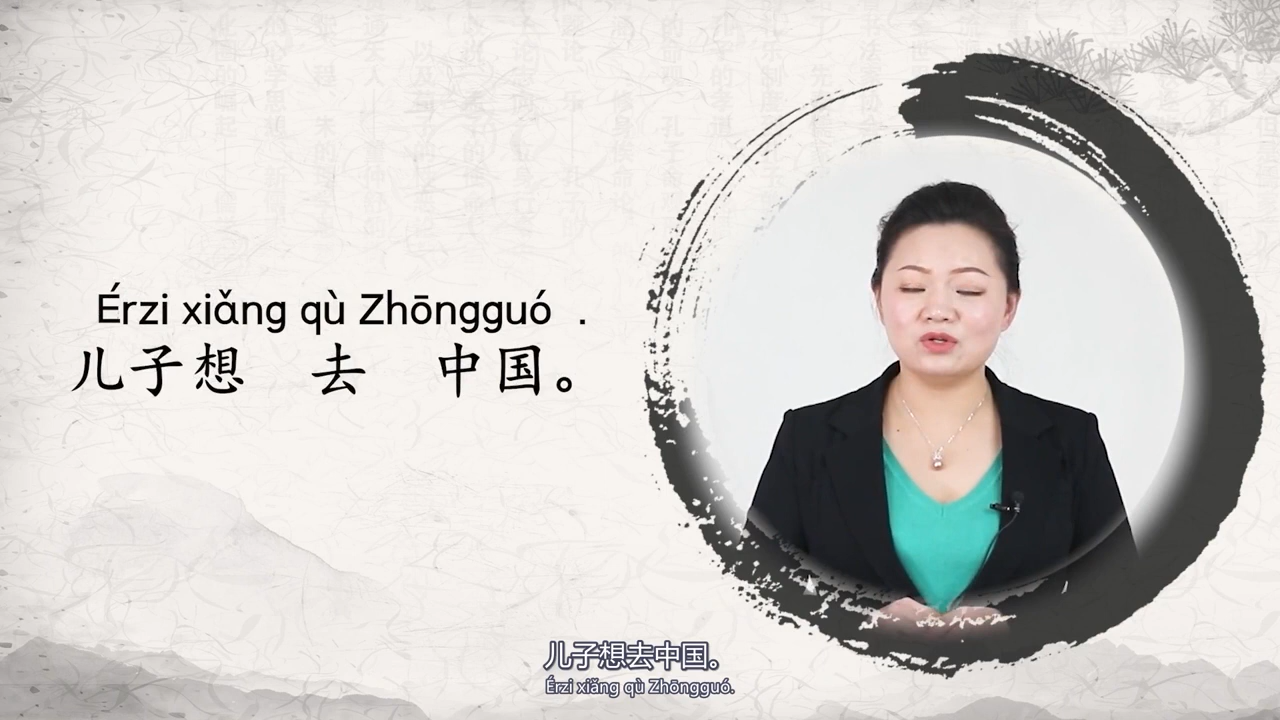 Érzi xiǎng qù Zhōngguó .
儿子想 去 中国。
儿子想去中国。
Érzi xiǎng qù Zhōngguó.